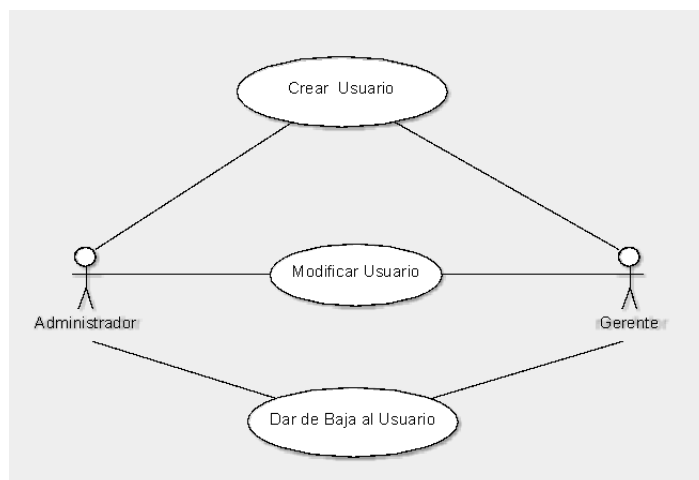 Crear Usuario
Modificar Usuario
Administrador
Gerente
Dar de Baja al Usuario